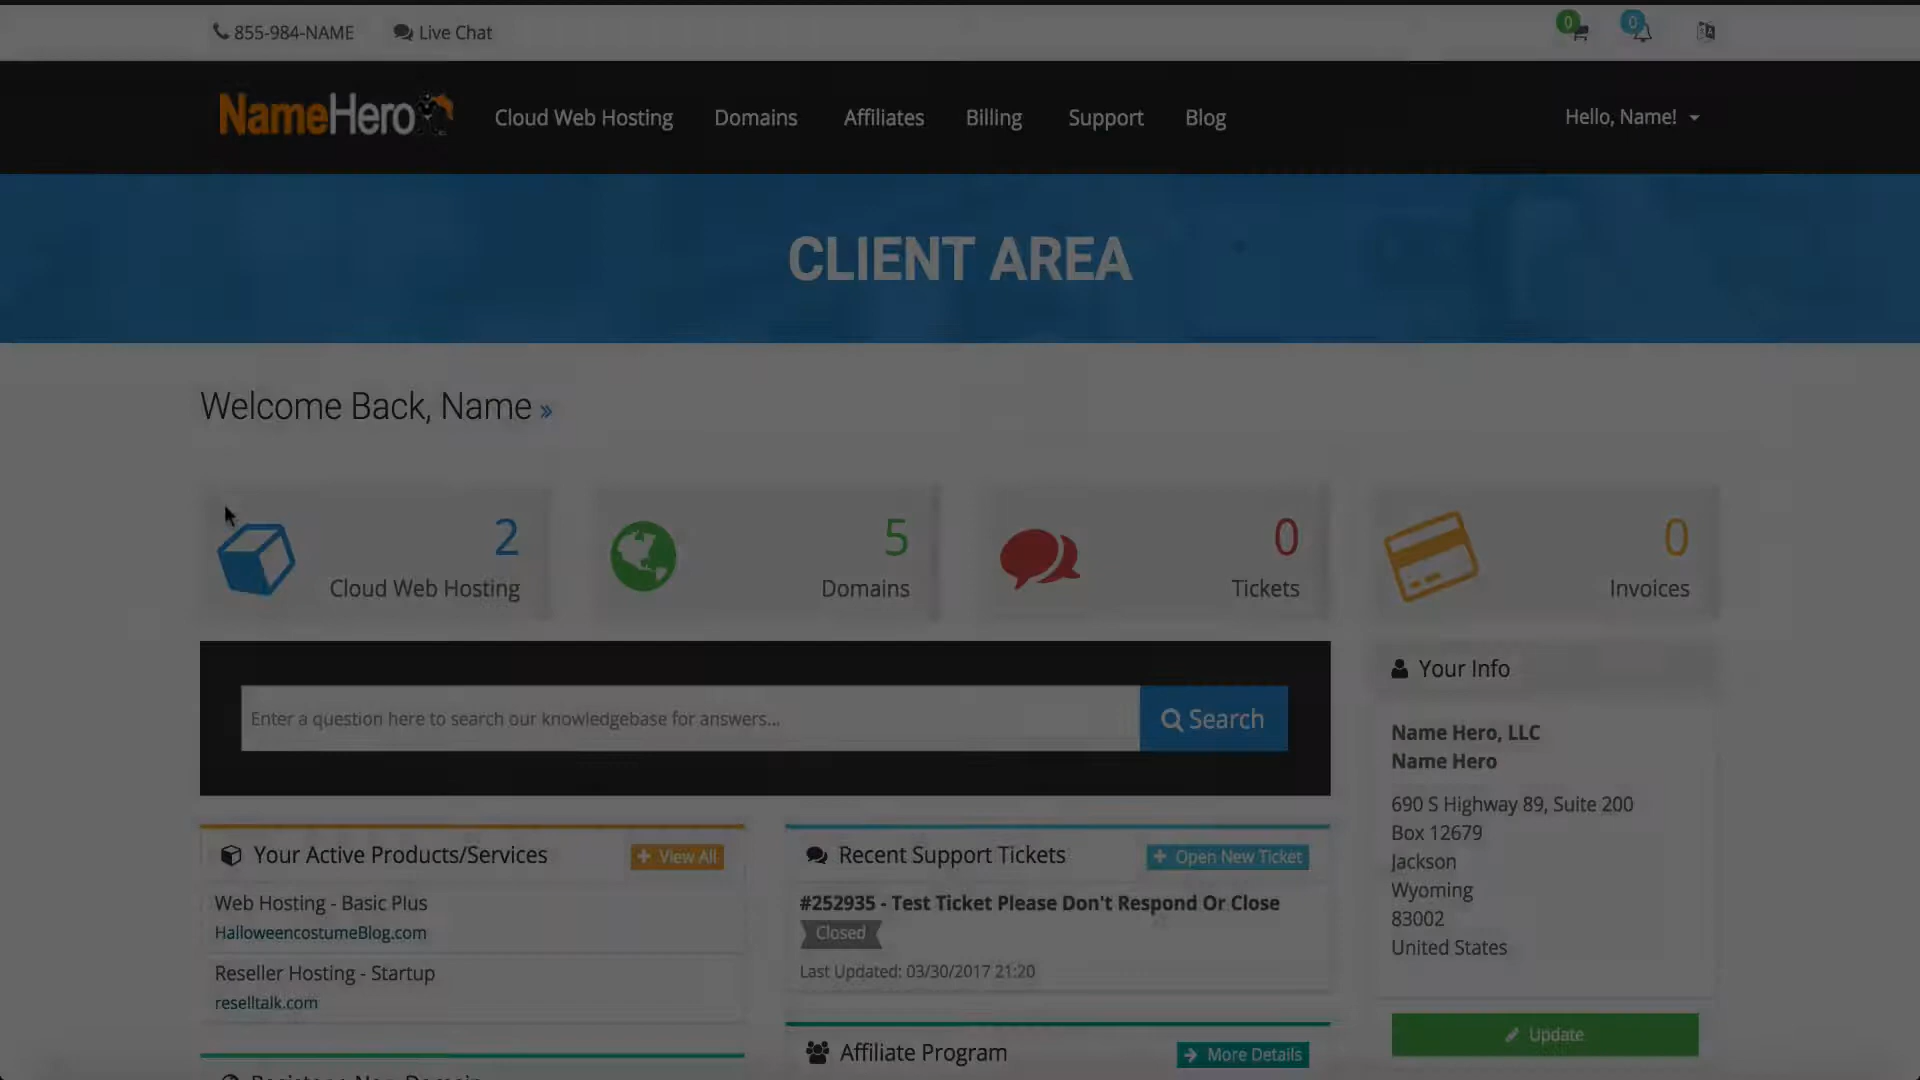 855-984-NAME
Live Chat
0
0
NameHero
Cloud Web Hosting
Domains
Affiliates
Billing
Support
Blog
Hello, Name!
CLIENT AREA
Welcome Back, Name »
2
Cloud Web Hosting
5
Domains
0
Tickets
0
Invoices
Enter a question here to search our knowledgebase for answers...
Search
Your Info
Name Hero, LLC
Name Hero
690 S Highway 89, Suite 200
Box 12679
Jackson
Wyoming
83002
United States
Update
Your Active Products/Services
+ View All
Web Hosting - Basic Plus
HalloweencostumeBlog.com
Reseller Hosting - Startup
reselltalk.com
Recent Support Tickets
+ Open New Ticket
#252935 - Test Ticket Please Don't Respond Or Close
Closed
Last Updated: 03/30/2017 21:20
Affiliate Program
More Details